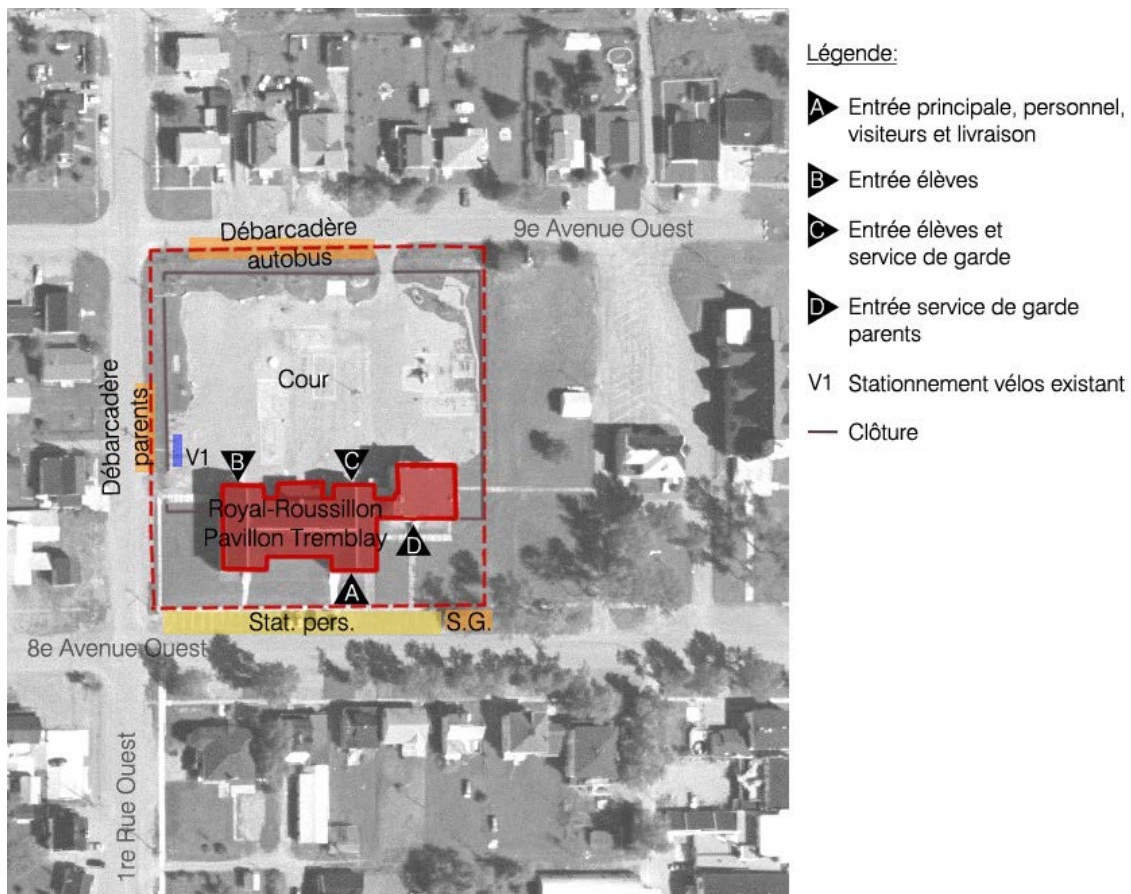 Légende:
A Entrée principale, personnel,
visiteurs et livraison
B Entrée élèves
C Entrée élèves et
service de garde
D Entrée service de garde
parents
V1 Stationnement vélos existant
Clôture
Débarcadère
autobus
9e Avenue Ouest
Cour
Débarcadère
parents
V1
B
C
Royal-Roussillon
Pavillon Tremblay
D
A
Stat. pers.
S.G.
8e Avenue Ouest
1re Rue Ouest